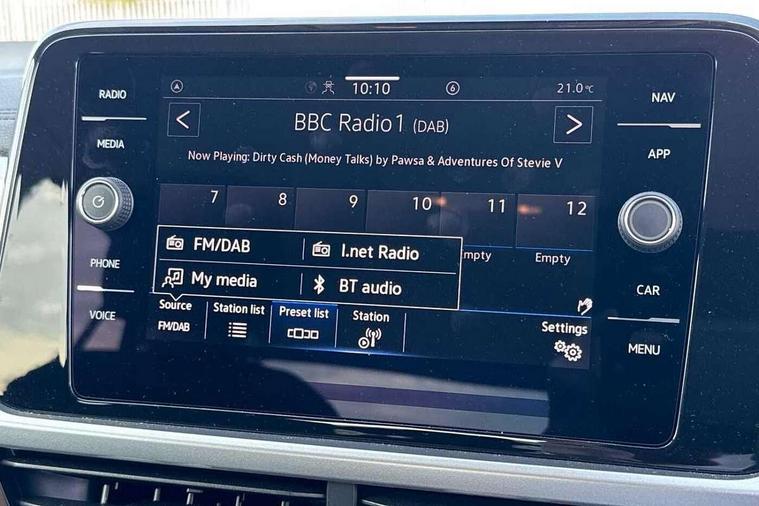 RADIO
MEDIA
PHONE
VOICE
10:10
6
21.0°C
BBC Radio1 (DAB)
Now Playing: Dirty Cash (Money Talks) by Pawsa & Adventures Of Stevie V
7 8 9 10 11 12
FM/DAB I.net Radio
My media BT audio
mpty Empty
Source Station list Preset list Station Settings
FM/DAB
NAV
APP
CAR
MENU